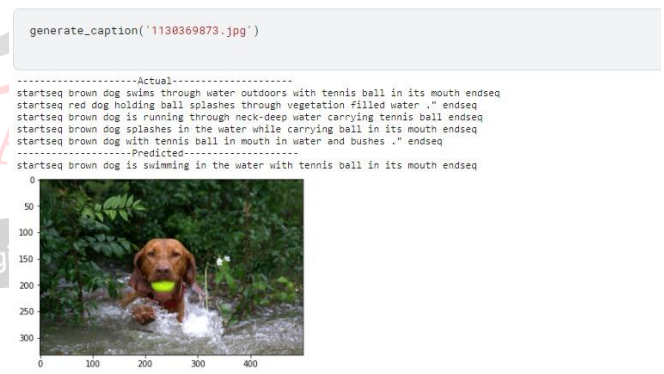 generate_caption('1130369873.jpg')
---------------------Actual---------------------
startseq brown dog swims through water outdoors with tennis ball in its mouth endseq
startseq red dog holding ball splashes through vegetation filled water ." endseq
startseq brown dog is running through neck-deep water carrying tennis ball endseq
startseq brown dog splashes in the water while carrying ball in its mouth endseq
startseq brown dog with tennis ball in mouth in water and bushes ." endseq
--------------------Predicted--------------------
startseq brown dog is swimming in the water with tennis ball in its mouth endseq
0
50
100
150
200
250
300
0 100 200 300 400